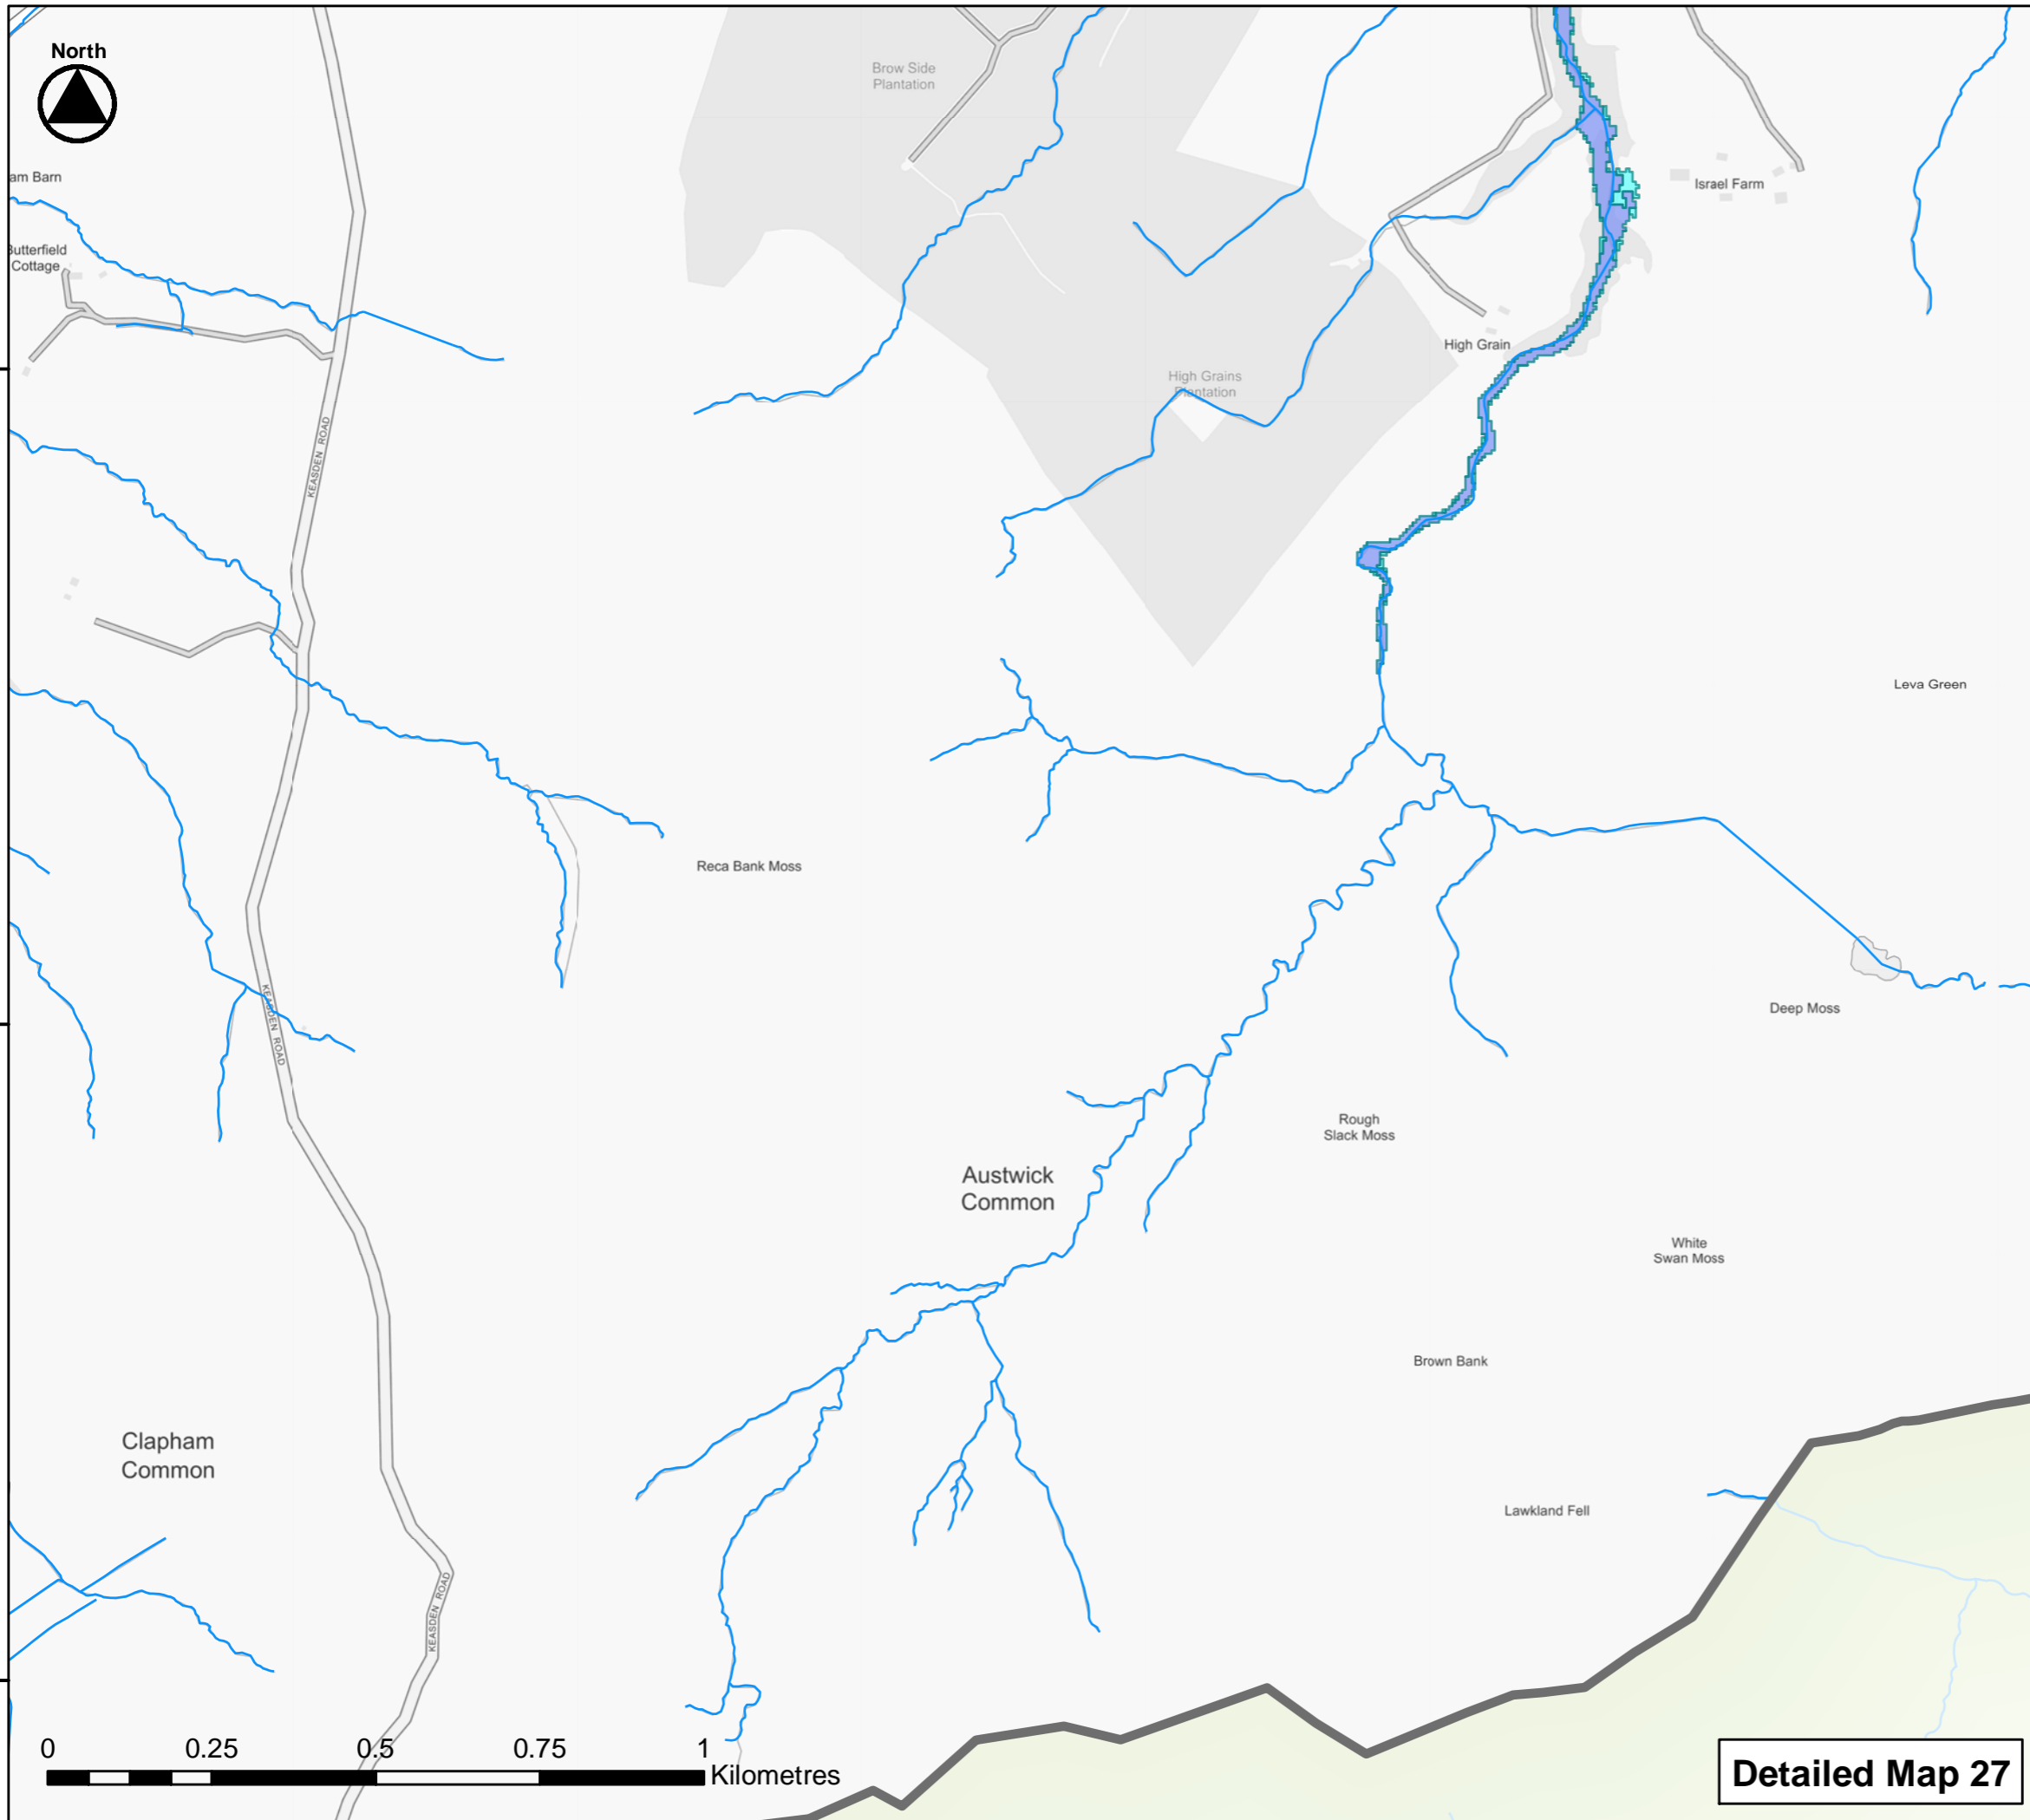 North
Brow Side
Plantation
am Barn
Israel Farm
Butterfield
Cottage
High Grain
High Grains
Plantation
KEASDEN ROAD
Leva Green
Reca Bank Moss
Deep Moss
KEASDEN ROAD
Rough
Slack Moss
Austwick
Common
White
Swan Moss
Brown Bank
Clapham
Common
Lawkland Fell
KEASDEN ROAD
0 0.25 0.5 0.75 1
Kilometres
Detailed Map 27